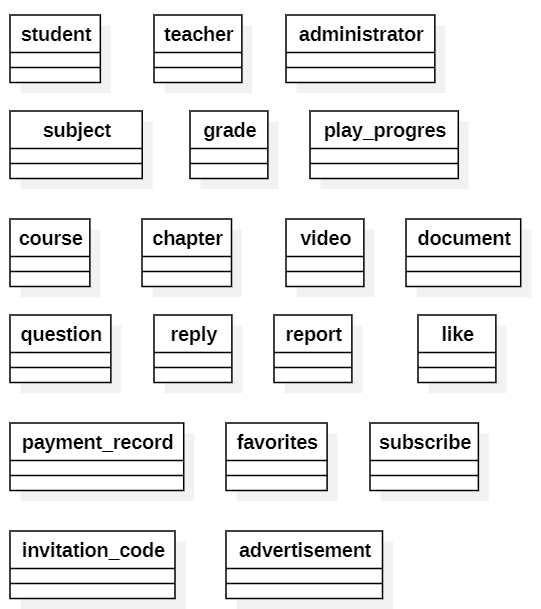 student teacher administrator
subject grade play_progres
course chapter video document
question reply report like
payment_record favorites subscribe
invitation_code advertisement